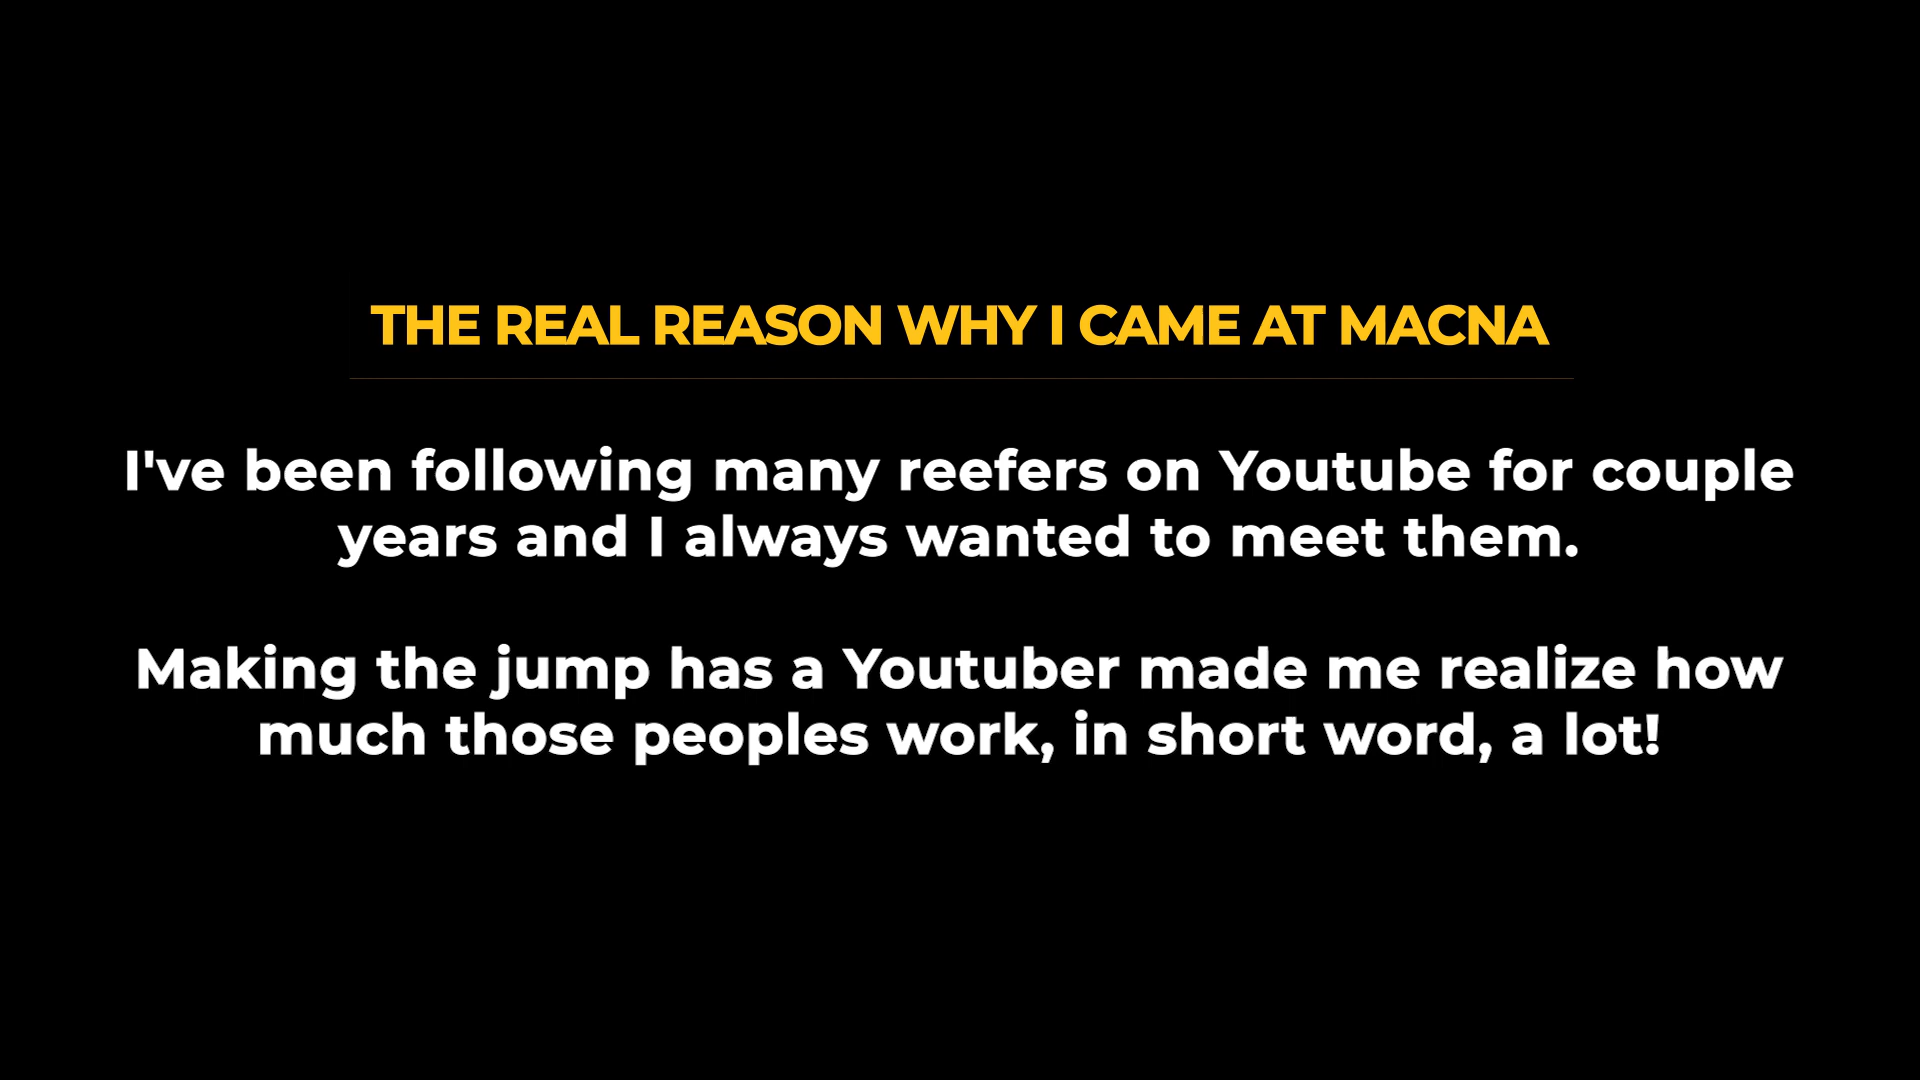 THE REAL REASON WHY I CAME AT MACNA
I've been following many reefers on Youtube for couple
years and I always wanted to meet them.
Making the jump has a Youtuber made me realize how
much those peoples work, in short word, a lot!